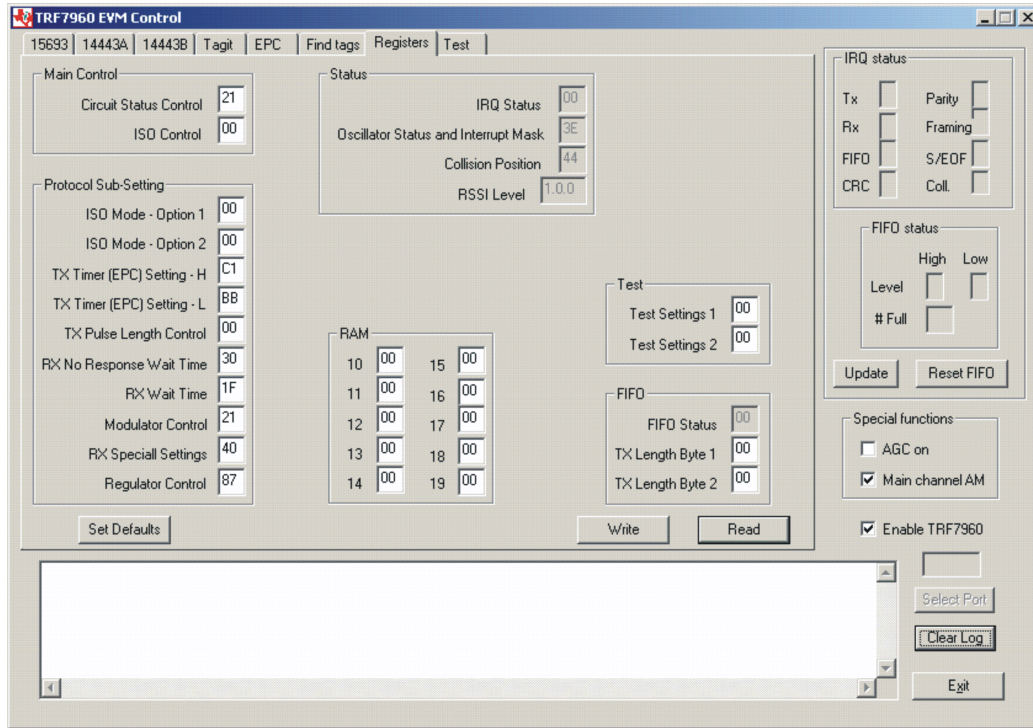 TRF7960 EVM Control
15693 14443A 14443B Tagit EPC Find tags Registers Test
Main Control
Circuit Status Control 21
ISO Control 00
Protocol Sub-Setting
ISO Mode - Option 1 00
ISO Mode - Option 2 00
TX Timer (EPC) Setting - H C1
TX Timer (EPC) Setting - L BB
TX Pulse Length Control 00
RX No Response Wait Time 30
RX Wait Time 1F
Modulator Control 21
RX Speciall Settings 40
Regulator Control 87
Set Defaults
Status
IRQ Status 00
Oscillator Status and Interrupt Mask 3E
Collision Position 44
RSSI Level 1.0.0
RAM
10 00 15 00
11 00 16 00
12 00 17 00
13 00 18 00
14 00 19 00
Test
Test Settings 1 00
Test Settings 2 00
FIFO
FIFO Status 00
TX Length Byte 1 00
TX Length Byte 2 00
Write Read
IRQ status
Tx Parity
Rx Framing
FIFO S/EOF
CRC Coll.
FIFO status
High Low
Level
# Full
Update Reset FIFO
Special functions
AGC on
Main channel AM
Enable TRF7960
Select Port
Clear Log
Exit